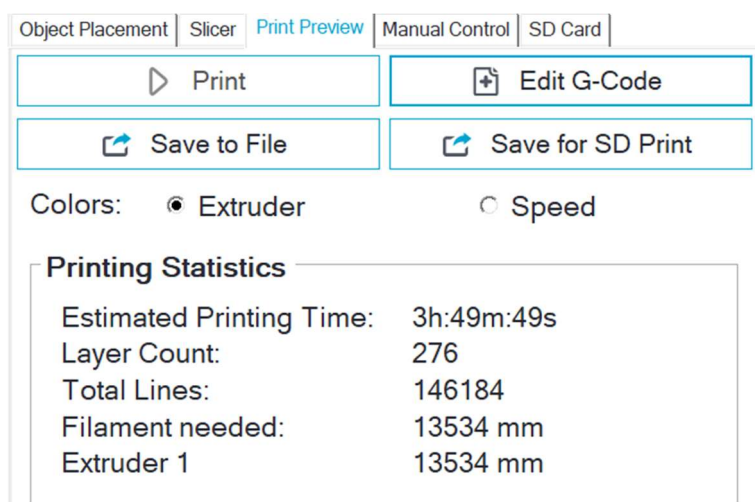 Object Placement Slicer Print Preview Manual Control SD Card
Print Edit G-Code
Save to File Save for SD Print
Colors: Extruder Speed
Printing Statistics
Estimated Printing Time: 3h:49m:49s
Layer Count: 276
Total Lines: 146184
Filament needed: 13534 mm
Extruder 1 13534 mm